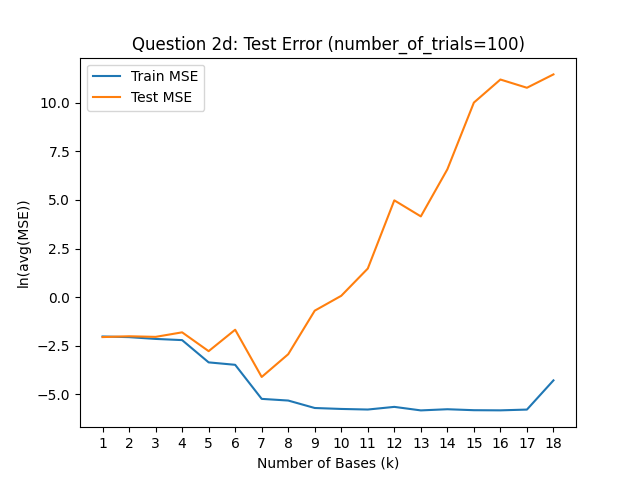 Question 2d: Test Error (number_of_trials=100)
Train MSE
Test MSE
10.0
7.5
5.0
2.5
0.0
−2.5
−5.0
ln(avg(MSE))
1 2 3 4 5 6 7 8 9 10 11 12 13 14 15 16 17 18
Number of Bases (k)